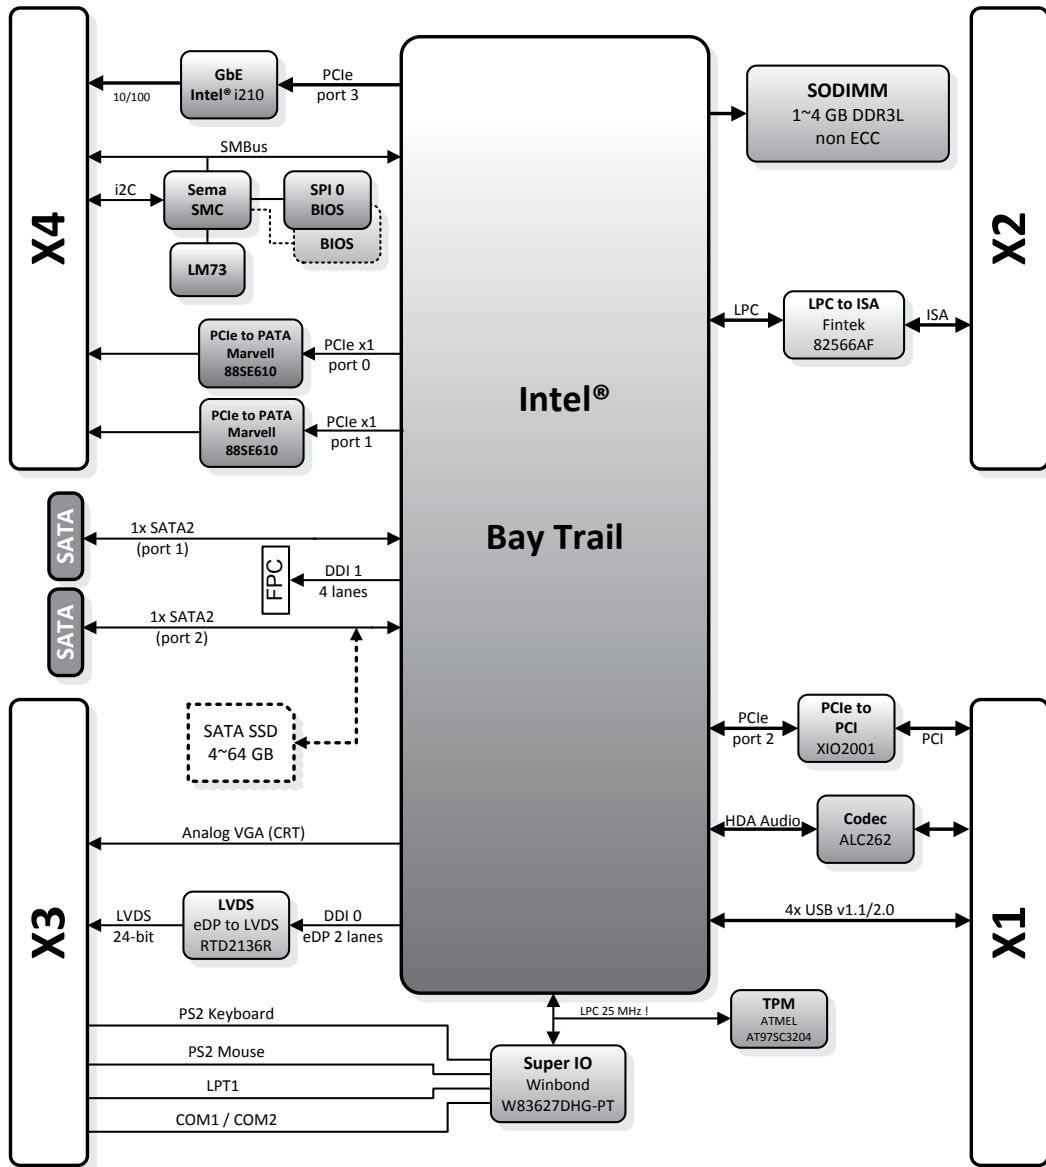 X4
GbE
Intel® i210
10/100
PCIe
port 3
SMBus
i2C
Sema
SMC
SPI 0
BIOS
BIOS
LM73
PCIe to PATA
Marvell
88SE610
PCIe x1
port 0
PCIe to PATA
Marvell
88SE610
PCIe x1
port 1
Intel®
Bay Trail
SODIMM
1~4 GB DDR3L
non ECC
X2
LPC
LPC to ISA
Fintek
82566AF
ISA
SATA
1x SATA2
(port 1)
FPC
DDI 1
4 lanes
SATA
1x SATA2
(port 2)
SATA SSD
4~64 GB
X3
Analog VGA (CRT)
LVDS
24-bit
LVDS
eDP to LVDS
RTD2136R
DDI 0
eDP 2 lanes
PS2 Keyboard
PS2 Mouse
LPT1
COM1 / COM2
PCIe
port 2
PCIe to
PCI
XIO2001
PCI
HDA Audio
Codec
ALC262
4x USB v1.1/2.0
X1
LPC 25 MHz !
TPM
ATMEL
AT97SC3204
Super IO
Winbond
W83627DHG-PT